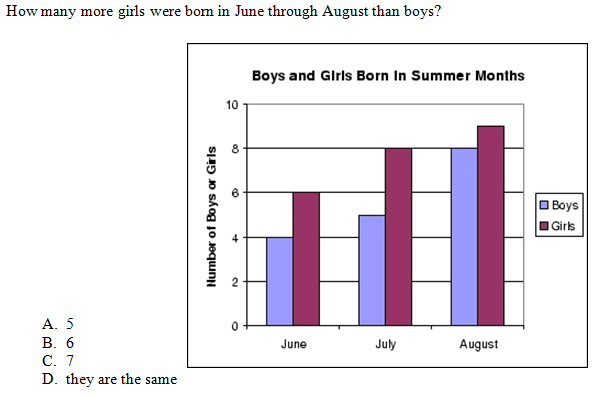 How many more girls were born in June through August than boys?
Boys and Girls Born In Summer Months
Number of Boys or Girls
10
8
6
4
2
0
June July August
Boys
Girls
A. 5
B. 6
C. 7
D. they are the same